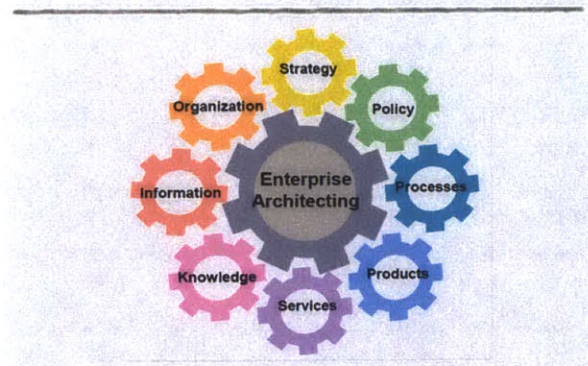 Strategy
Organization
Policy
Information
Enterprise
Architecting
Processes
Knowledge
Products
Services